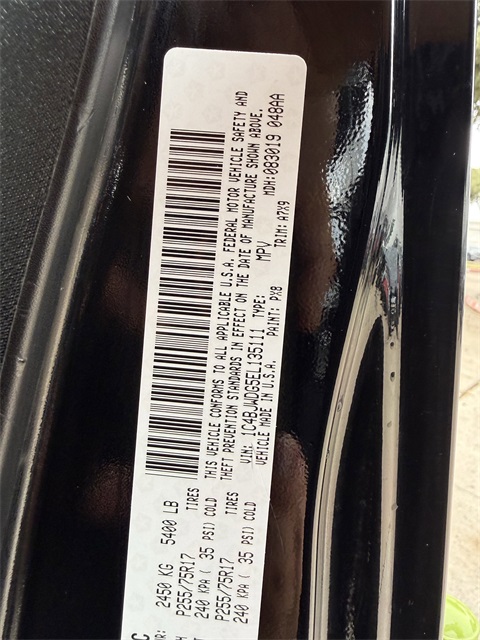 2450 KG 5400 LB
TIRES
P255/75R17
240 KPA ( 35 PSI) COLD
TIRES
P255/75R17
240 KPA ( 35 PSI) COLD
THIS VEHICLE CONFORMS TO ALL APPLICABLE U.S.A. FEDERAL MOTOR VEHICLE SAFETY AND
THEFT PREVENTION STANDARDS IN EFFECT ON THE DATE OF MANUFACTURE SHOWN ABOVE.
VIN: 1C4BJWDG5EL135111 TYPE: MPV MDH:083019 048AA
VEHICLE MADE IN U.S.A. PAINT: PX8 TRIM: A7X9